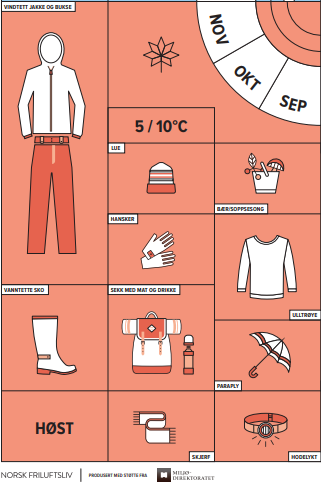 VINDTETT JAKKE OG BUKSE
NOV
OKT
SEP
5 / 10°C
LUE
BÆR/SOPPSESONG
HANSKER
VANNTETTE SKO
SEKK MED MAT OG DRIKKE
ULLTRØYE
PARAPLY
HØST
SKJERF
HODELYKT
NORSK FRILUFTSLIV
PRODUSERT MED STØTTE FRA
MILJØ-
DIREKTORATET